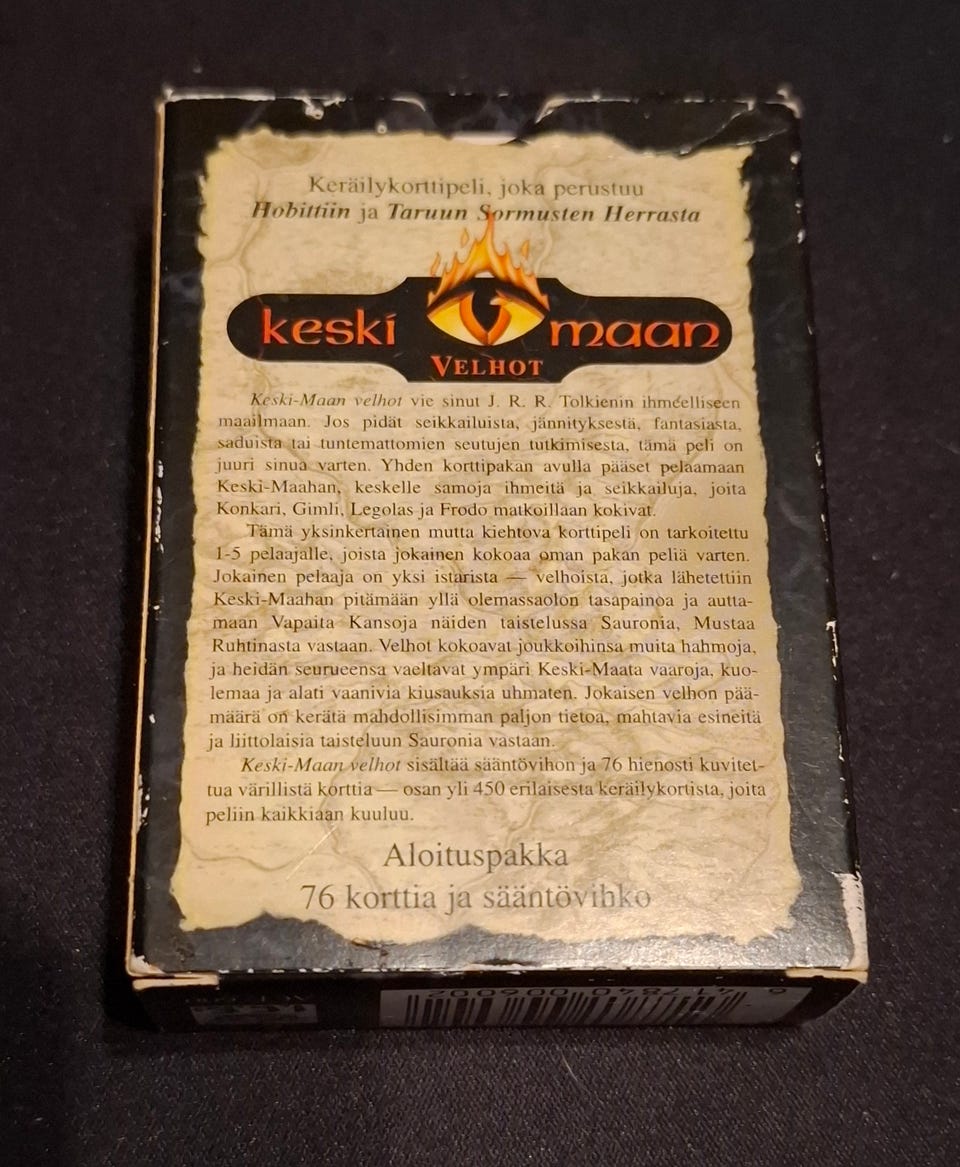 Keräilykorttipeli, joka perustuu
Hobittiin ja Taruun Sormusten Herrasta
keski maan
VELHOT
Keski-Maan velhot vie sinut J. R. R. Tolkienin ihmeelliseen
maailmaan. Jos pidät seikkailuista, jännityksestä, fantasiasta,
saduista tai tuntemattomien seutujen tutkimisesta, tämä peli on
juuri sinua varten. Yhden korttipakan avulla pääset pelaamaan
Keski-Maahan, keskelle samoja ihmeitä ja seikkailuja, joita
Konkari, Gimli, Legolas ja Frodo matkoillaan kokivat.
Tämä yksinkertainen mutta kiehtova korttipeli on tarkoitettu
1-5 pelaajalle, joista jokainen kokoaa oman pakan peliä varten.
Jokainen pelaaja on yksi istarista — velhoista, jotka lähetettiin
Keski-Maahan pitämään yllä olemassaolon tasapainoa ja autta-
maan Vapaita Kansoja näiden taistelussa Sauronia, Mustaa
Ruhtinasta vastaan. Velhot kokoavat joukkoihinsa muita hahmoja,
ja heidän seurueensa vaeltavat ympäri Keski-Maata vaaroja, kuo-
lemaa ja alati vaanivia kiusauksia uhmaten. Jokaisen velhon pää-
määrä on kerätä mahdollisimman paljon tietoa, mahtavia esineitä
ja liittolaisia taisteluun Sauronia vastaan.
Keski-Maan velhot sisältää sääntövihon ja 76 hienosti kuvitet-
tua värillistä korttia — osan yli 450 erilaisesta keräilykortista, joita
peliin kaikkiaan kuuluu.
Aloituspakka
76 korttia ja sääntövihko
6 417840 006002